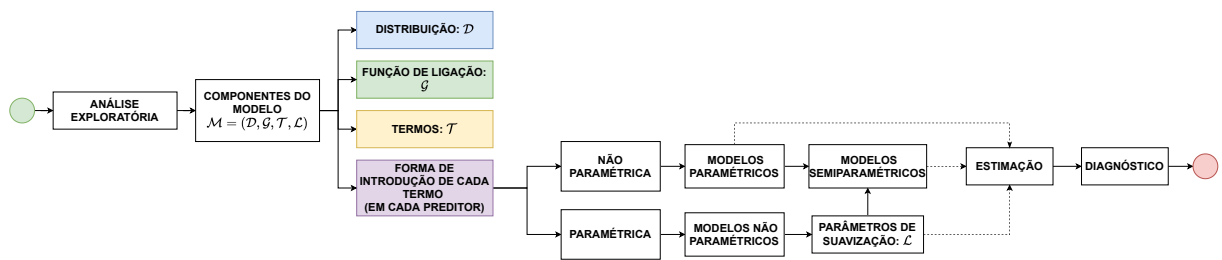 ANÁLISE
EXPLORATÓRIA
COMPONENTES DO
MODELO
𝓜 = (𝓓, 𝓖, 𝓣, 𝓛)
DISTRIBUIÇÃO: 𝓓
FUNÇÃO DE LIGAÇÃO:
𝓖
TERMOS: 𝓣
FORMA DE
INTRODUÇÃO DE CADA
TERMO
(EM CADA PREDITOR)
NÃO
PARAMÉTRICA
MODELOS
PARAMÉTRICOS
MODELOS
SEMIPARAMÉTRICOS
ESTIMAÇÃO
DIAGNÓSTICO
PARAMÉTRICA
MODELOS NÃO
PARAMÉTRICOS
PARÂMETROS DE
SUAVIZAÇÃO: 𝓛